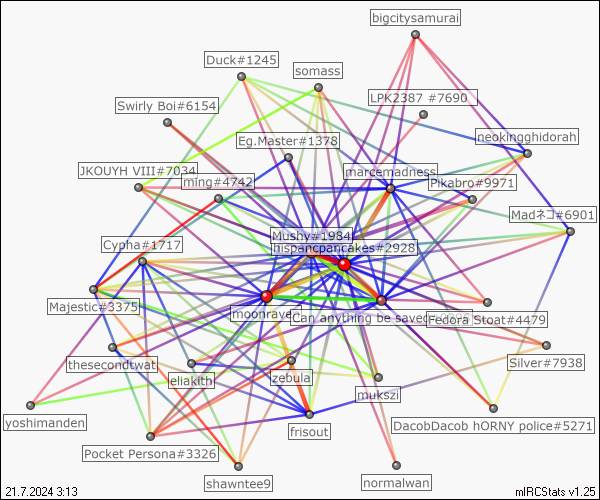 bigcitysamurai
Duck#1245
somass
LPK2387 #7690
Swirly Boi#6154
neokingghidorah
Eg.Master#1378
JKOUYH VIII#7034
marcemadness
ming#4742
Pikabro#9971
Madネコ#6901
Mushy#1984
Cypha#1717
hispancpancakes#2928
Majestic#3375
moonraver
Can anything be saved
Fedora Stoat#4479
thesecondtwat
Silver#7938
eliakith
zebula
mukszi
yoshimanden
DacobDacob hORNY police#5271
frisout
Pocket Persona#3326
shawntee9
normalwan
21.7.2024 3:13
mIRCStats v1.25